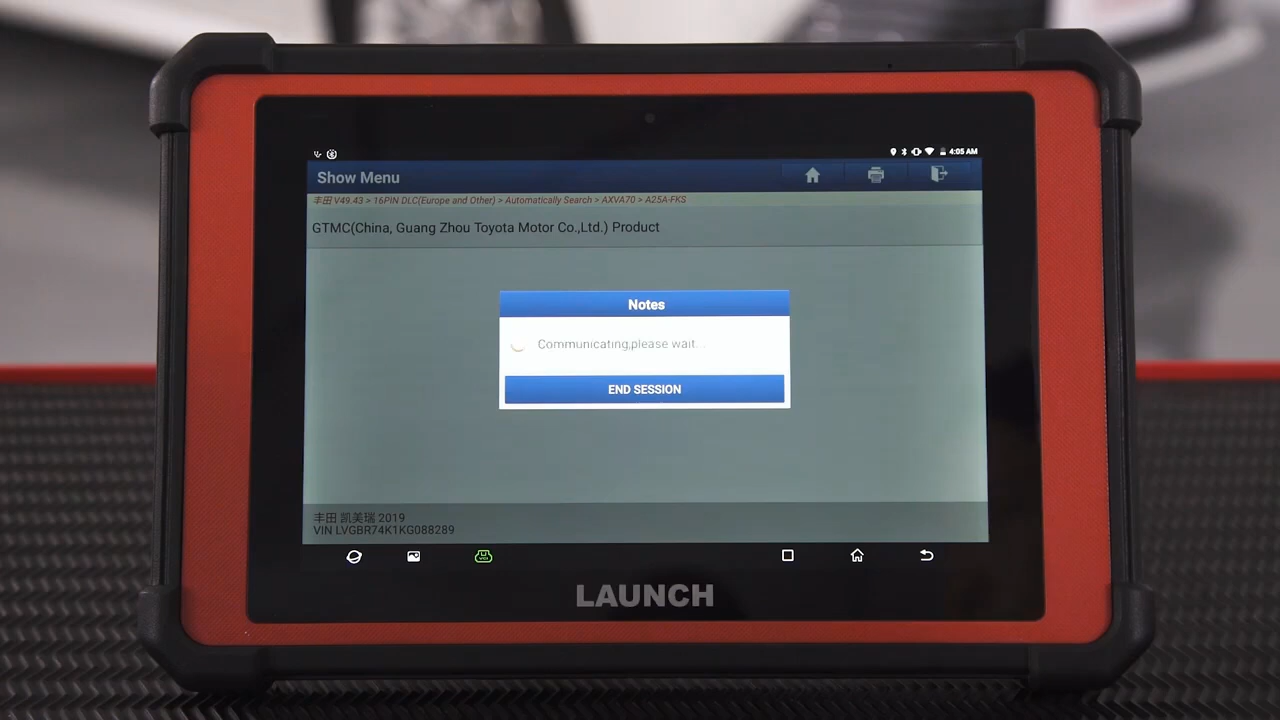 4:05 AM
Show Menu
丰田 V49.43 > 16PIN DLC(Europe and Other) > Automatically Search > AXVA70 > A25A-FKS
GTMC(China, Guang Zhou Toyota Motor Co.,Ltd.) Product
Notes
Communicating,please wait. .
END SESSION
丰田 凯美瑞 2019
VIN LVGBR74K1KG088289
VCI
LAUNCH